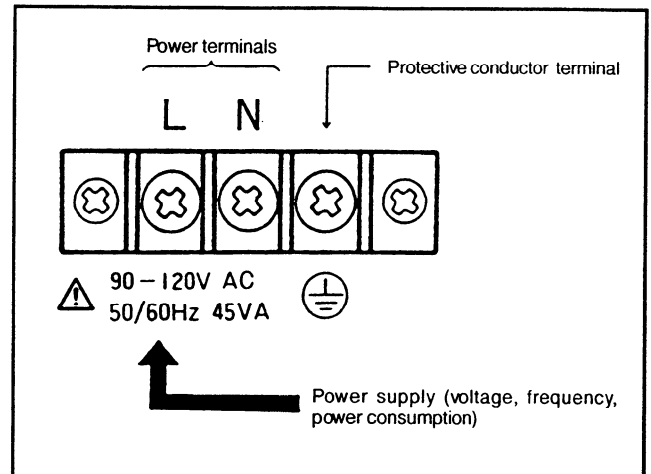 Power terminals
Protective conductor terminal
L N
90 – 120V AC
50/60Hz 45VA
Power supply (voltage, frequency,
power consumption)